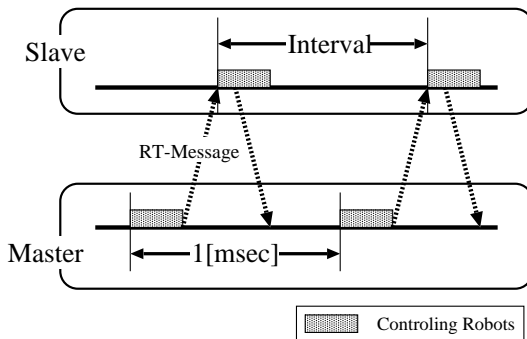 Interval
Slave
RT-Message
Master
1[msec]
Controling Robots